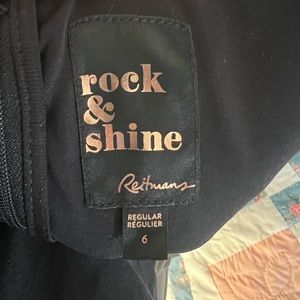 rock
&
shine
Reitmans
REGULAR
RÉGULIER
6